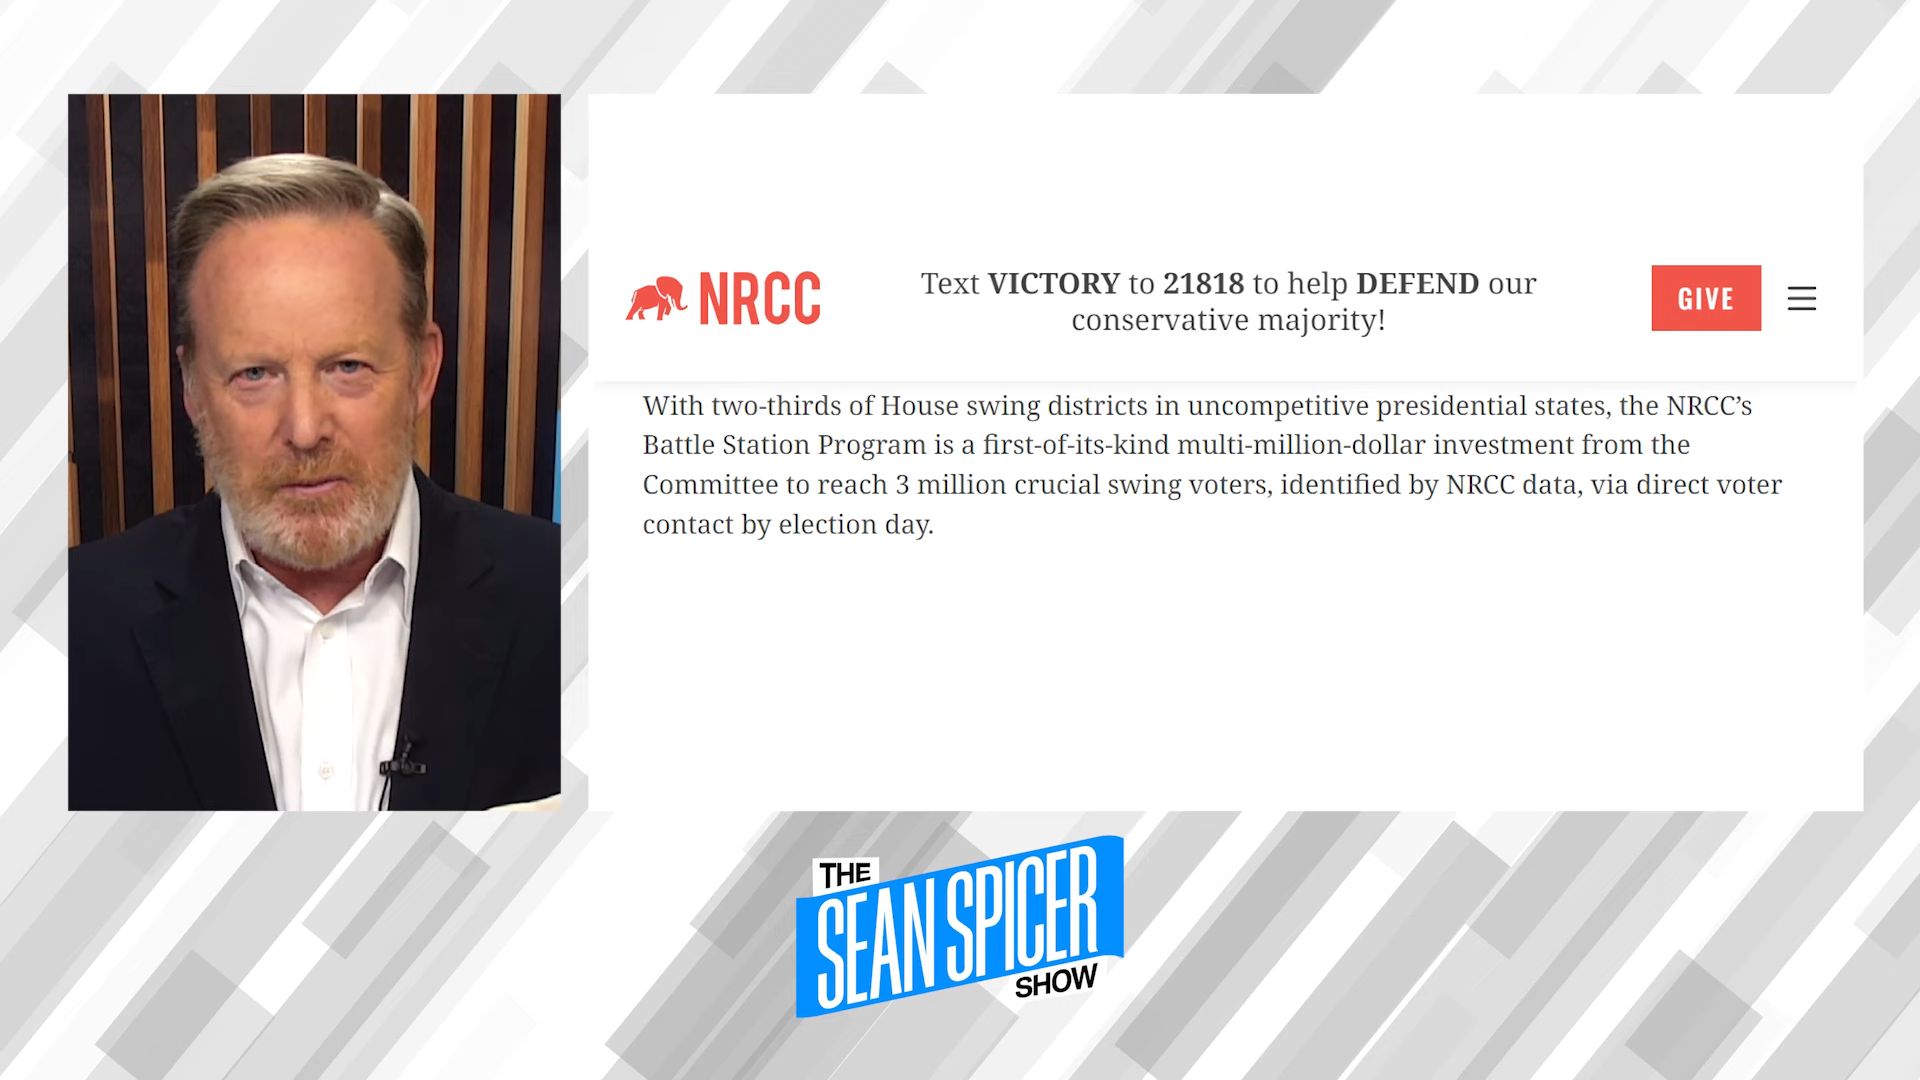 NRCC
Text VICTORY to 21818 to help DEFEND our
conservative majority!
GIVE
With two-thirds of House swing districts in uncompetitive presidential states, the NRCC’s
Battle Station Program is a first-of-its-kind multi-million-dollar investment from the
Committee to reach 3 million crucial swing voters, identified by NRCC data, via direct voter
contact by election day.
THE
SEAN SPICER
SHOW